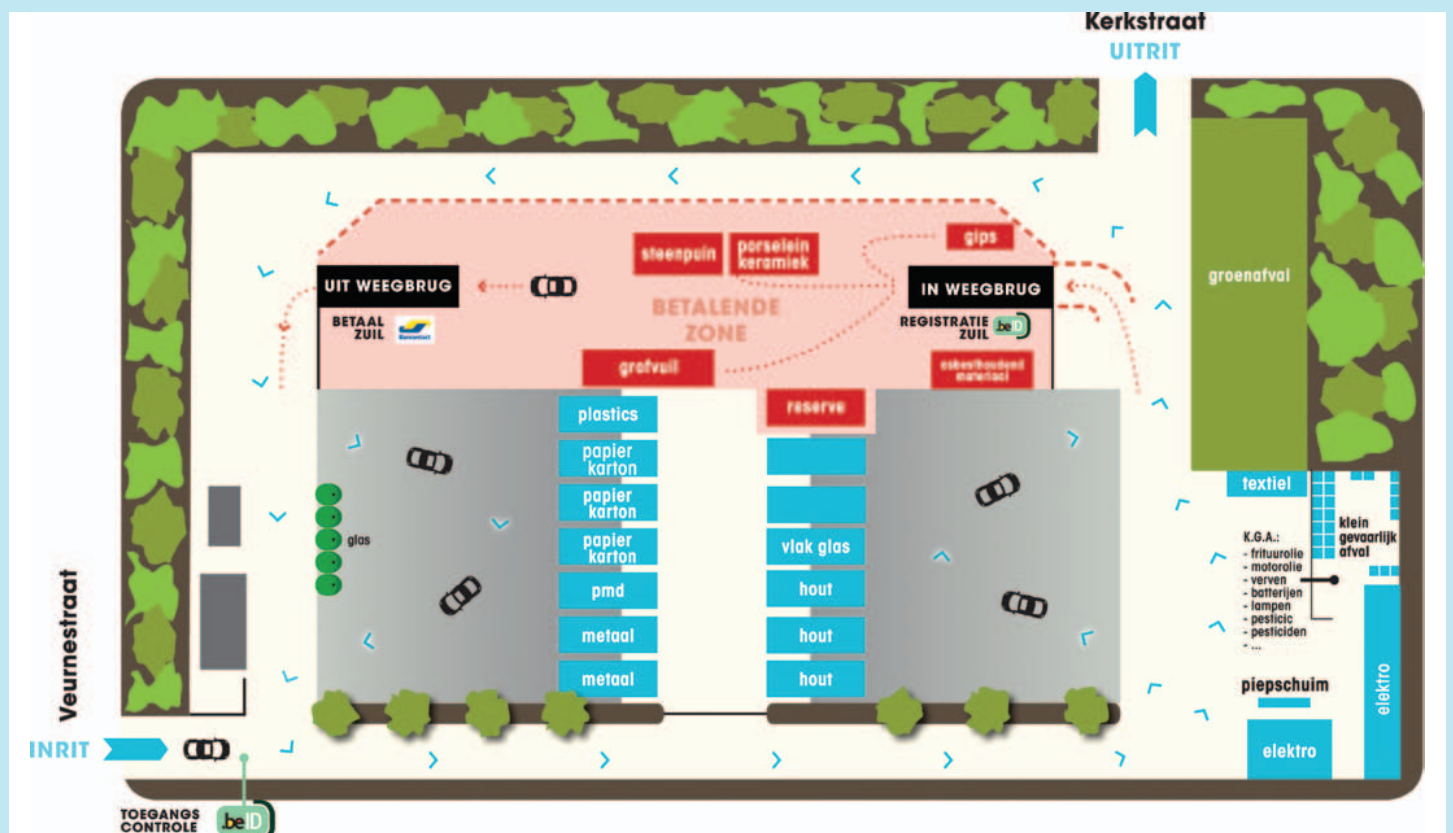 Kerkstraat
UITRIT
gips
steenpuin
porselein
keramiek
groenafval
UIT WEEGBRUG
IN WEEGBRUG
BETALENDE
ZONE
BETAAL
ZUIL
Bancontact
REGISTRATIE
ZUIL
.beID
grofvuil
asbesthoudend
materiaal
reserve
plastics
papier
karton
papier
karton
textiel
klein
gevaarlijk
afval
glas
papier
karton
vlak glas
K.G.A.:
- frituurolie
- motorolie
- verven
- batterijen
- lampen
- pesticic
- pesticiden
- ...
pmd
hout
metaal
hout
metaal
hout
Veurnestraat
INRIT
piepschuim
elektro
elektro
TOEGANGS
CONTROLE
.beID